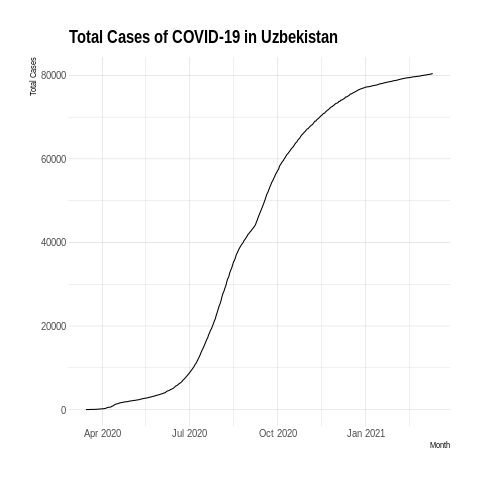 Total Cases of COVID-19 in Uzbekistan
Total Cases
80000
60000
40000
20000
0
Apr 2020 Jul 2020 Oct 2020 Jan 2021
Month